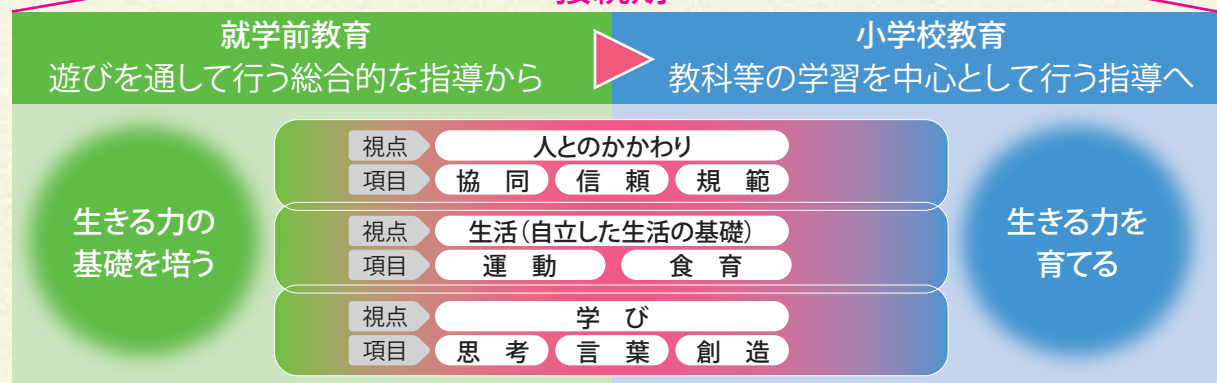 接続期
就学前教育
遊びを通して行う総合的な指導から
小学校教育
教科等の学習を中心として行う指導へ
生きる力の
基礎を培う
視点 人とのかかわり
項目 協同 信頼 規範
視点 生活(自立した生活の基礎)
項目 運動 食育
視点 学び
項目 思考 言葉 創造
生きる力を
育てる